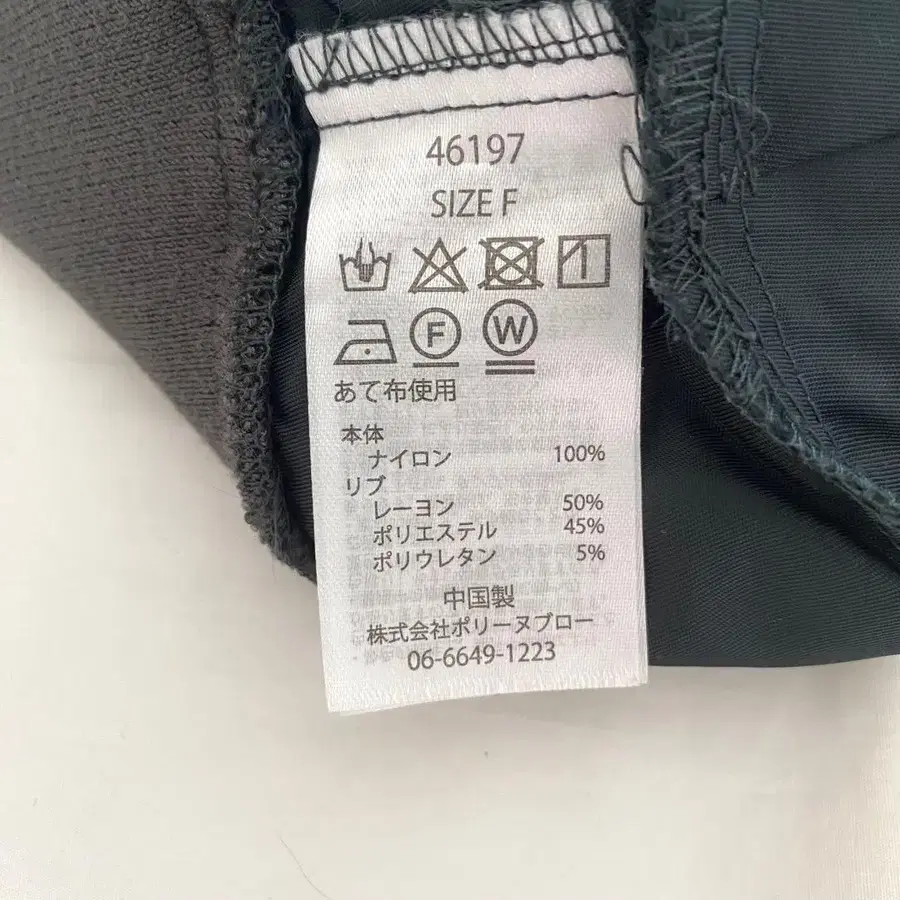 46197
SIZE F
F W
あて布使用
本体
ナイロン 100%
リブ
レーヨン 50%
ポリエステル 45%
ポリウレタン 5%
中国製
株式会社ポリーヌブロー
06-6649-1223